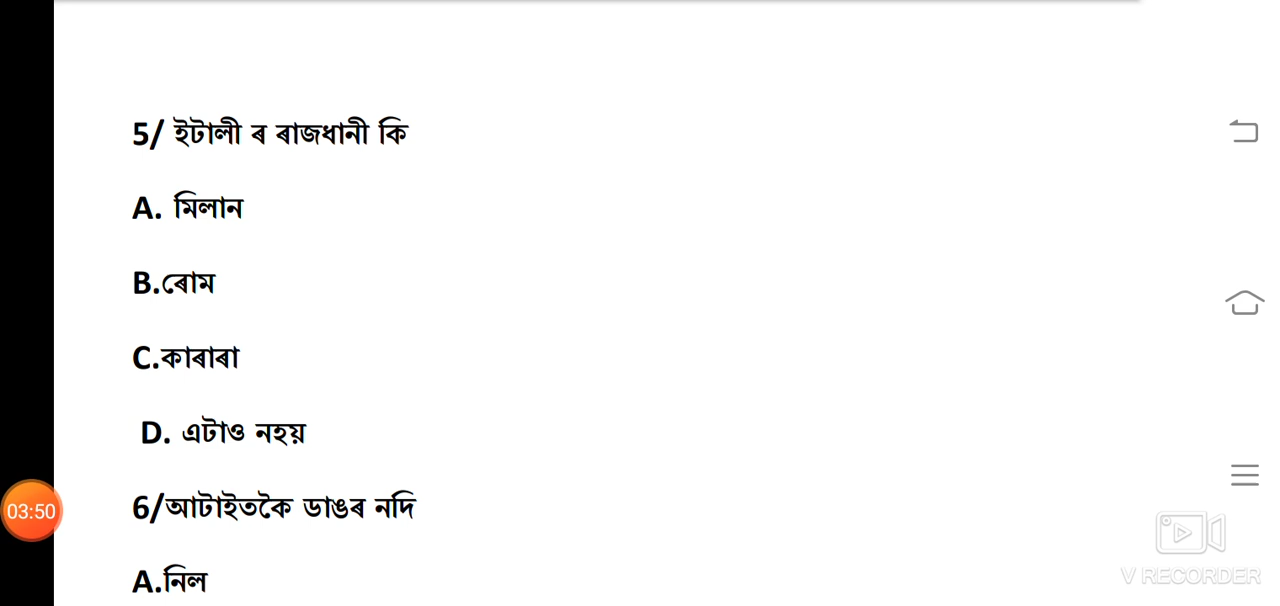 5/ ইটালী ৰ ৰাজধানী কি
A. মিলান
B.ৰোম
C.কাৰাৰা
D. এটাও নহয়
6/আটাইতকৈ ডাঙৰ নদি
A.নিল
03:50
V RECORDER